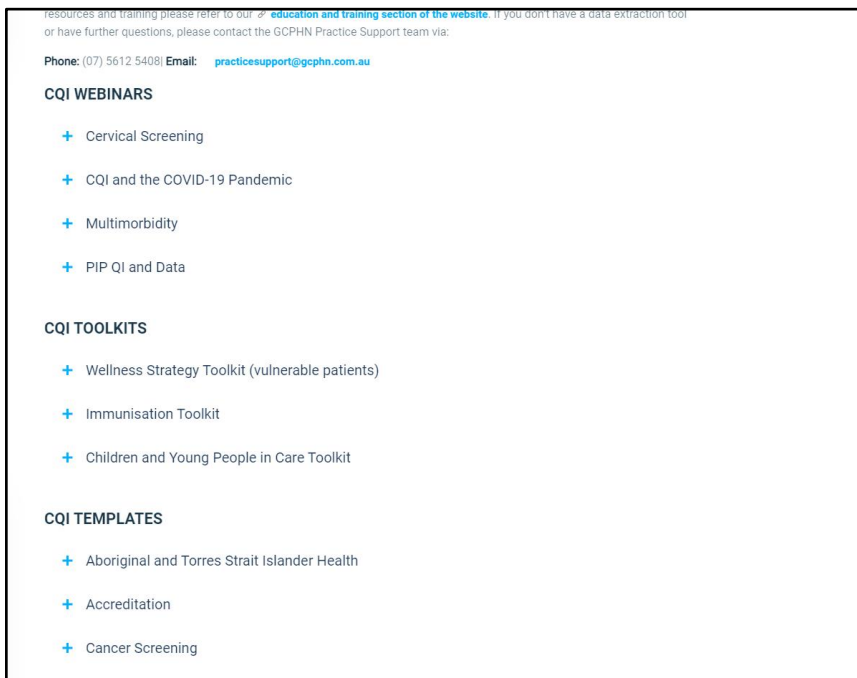 resources and training please refer to our education and training section of the website. If you don't have a data extraction tool
or have further questions, please contact the GCPHN Practice Support team via:
Phone: (07) 5612 5408| Email: practicesupport@gcphn.com.au
CQI WEBINARS
+ Cervical Screening
+ CQI and the COVID-19 Pandemic
+ Multimorbidity
+ PIP QI and Data
CQI TOOLKITS
+ Wellness Strategy Toolkit (vulnerable patients)
+ Immunisation Toolkit
+ Children and Young People in Care Toolkit
CQI TEMPLATES
+ Aboriginal and Torres Strait Islander Health
+ Accreditation
+ Cancer Screening